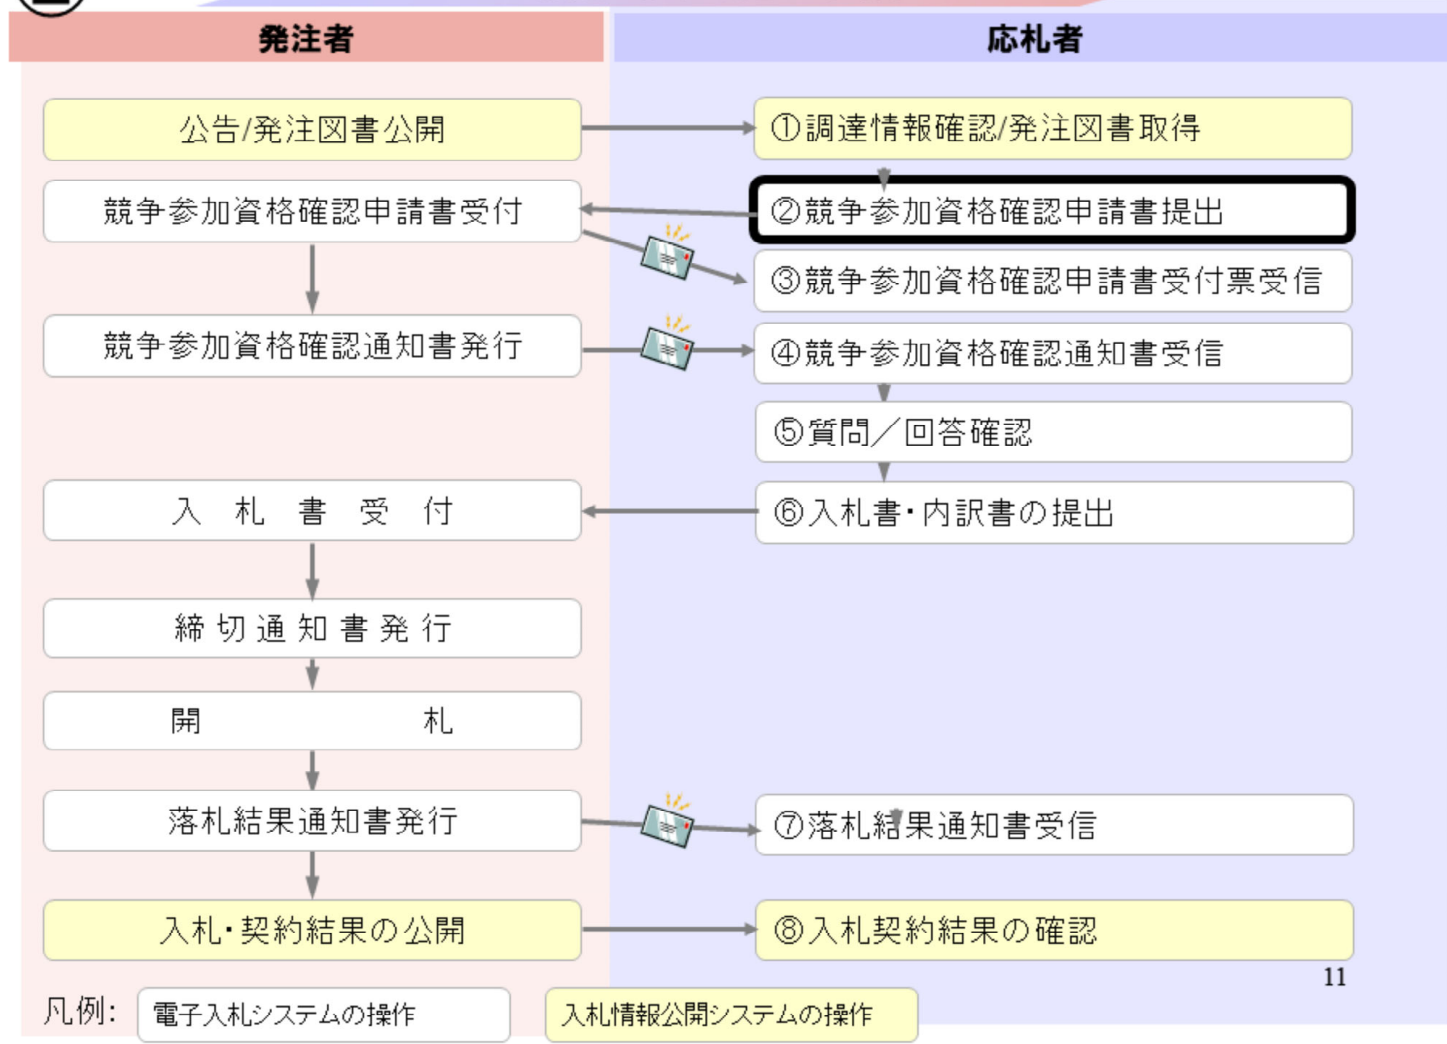 発注者
応札者
公告/発注図書公開
①調達情報確認/発注図書取得
競争参加資格確認申請書受付
②競争参加資格確認申請書提出
③競争参加資格確認申請書受付票受信
競争参加資格確認通知書発行
④競争参加資格確認通知書受信
⑤質問／回答確認
入札書受付
⑥入札書・内訳書の提出
締切通知書発行
開札
落札結果通知書発行
⑦落札結果通知書受信
入札・契約結果の公開
⑧入札契約結果の確認
11
凡例:
電子入札システムの操作
入札情報公開システムの操作